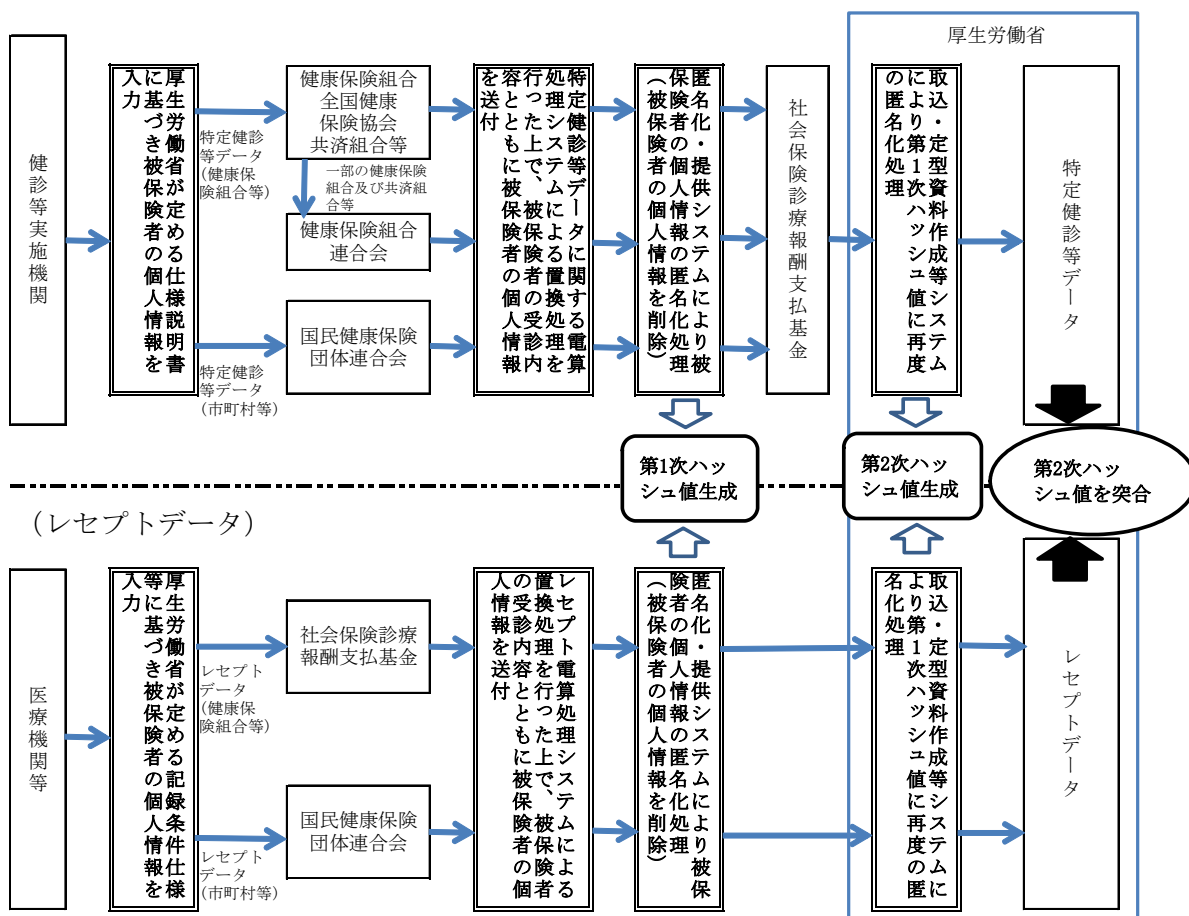 厚生労働省
健診等実施機関
厚生労働省が定める仕様説明書
に基づき被保険者の個人情報を
入力
特定健診
等データ
(健康保
険組合等)
特定健診
等データ
(市町村等)
健康保険組合
全国健康
保険協会
共済組合等
一部の健康保険
組合及び共済組
合等
健康保険組合
連合会
国民健康保険
団体連合会
特定健診等データに関する電算
処理システムによる置換処理を
行った上で、被保険者の受診内
容とともに被保険者の個人情報
を送付
匿名化・提供システムにより被
保険者の個人情報の匿名化処理
(被保険者の個人情報を削除)
社会保険診療報酬支払基金
取込・定型資料作成等システム
により第1次ハッシュ値に再度
の匿名化処理
特定健診等データ
第1次ハッ
シュ値生成
第2次ハッ
シュ値生成
第2次ハッ
シュ値を突合
(レセプトデータ)
医療機関等
厚生労働省が定める記録条件仕様
等に基づき被保険者の個人情報を
入力
レセプト
データ
(健康保
険組合等)
レセプト
データ
(市町村等)
社会保険診療
報酬支払基金
国民健康保険
団体連合会
レセプト電算処理システムによる
置換処理を行った上で、被保険者
の受診内容とともに被保険者の個
人情報を送付
匿名化・提供システムにより被保
険者の個人情報の匿名化処理
(被保険者の個人情報を削除)
取込・定型資料作成等システムに
より第1次ハッシュ値に再度の匿
名化処理
レセプトデータ